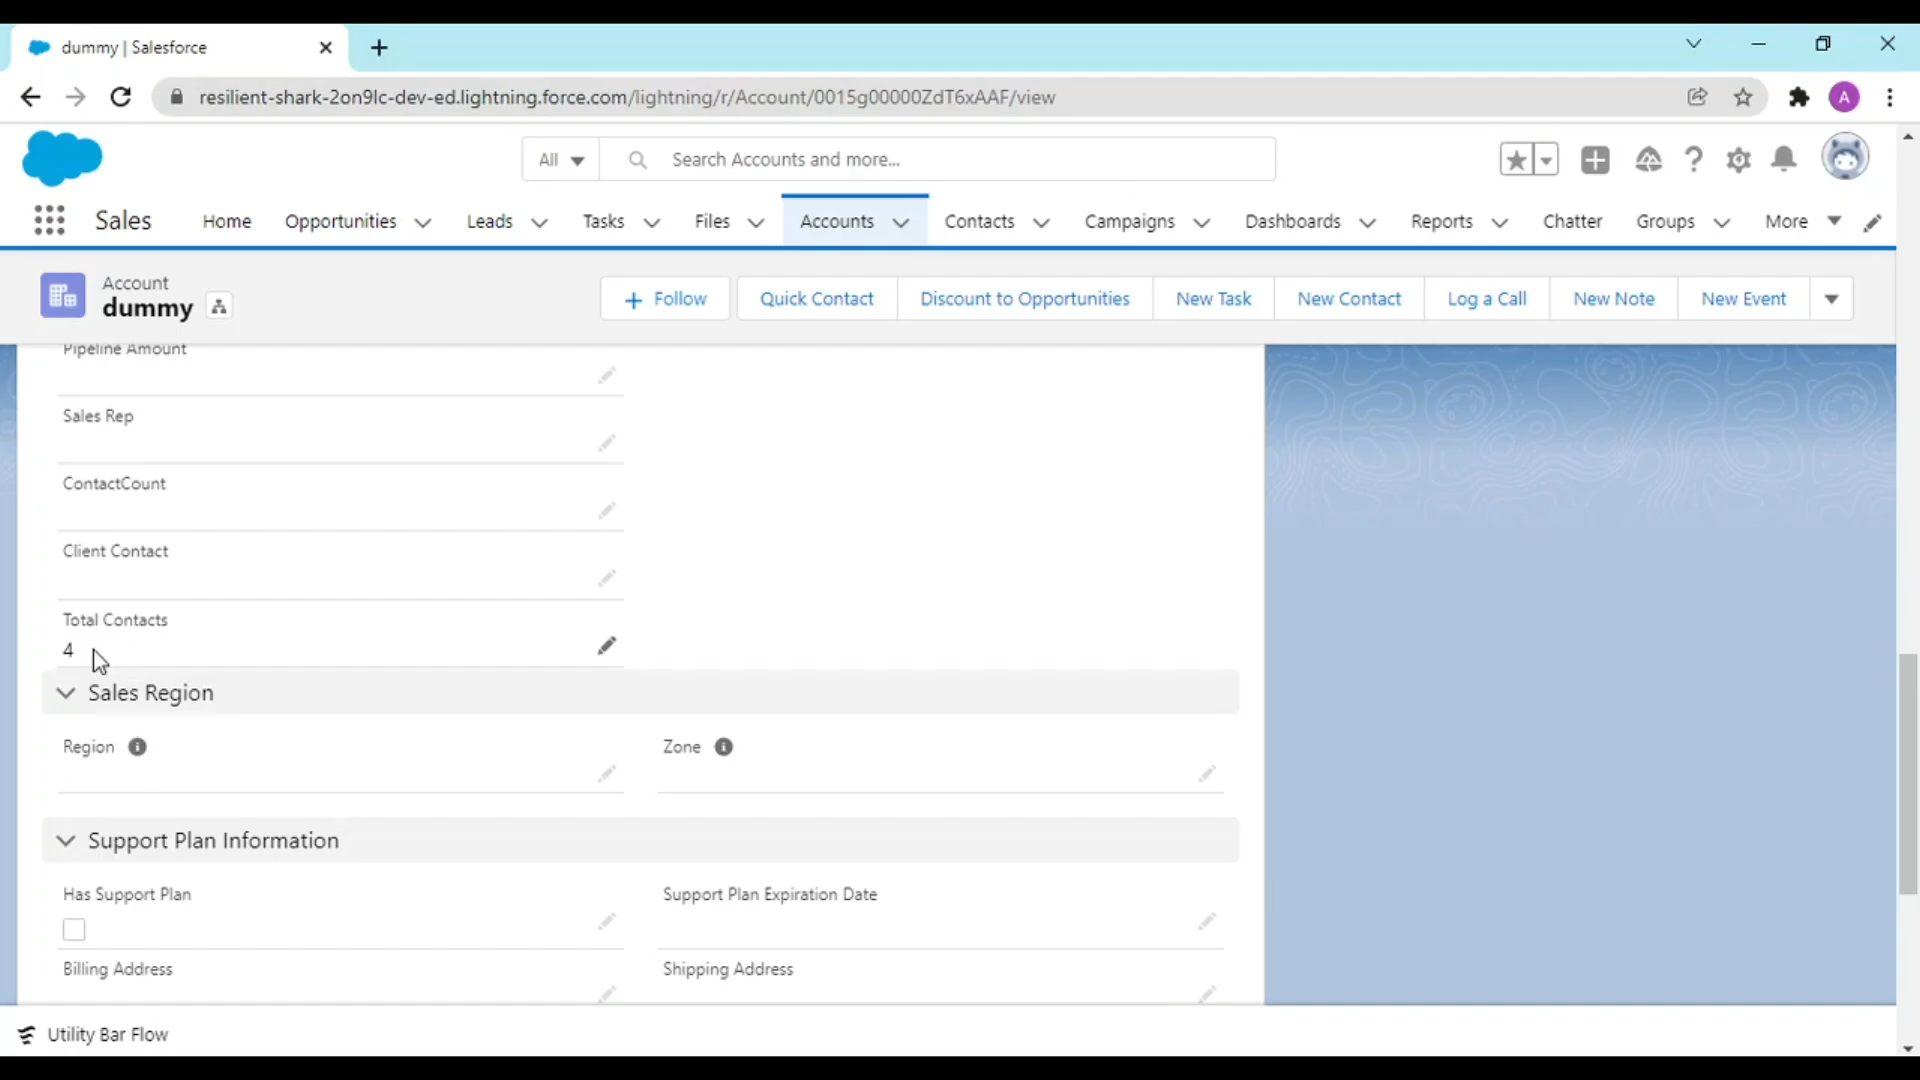 dummy | Salesforce
resilient-shark-2on9lc-dev-ed.lightning.force.com/lightning/r/Account/0015g00000ZdT6xAAF/view
A
All Search Accounts and more...
Sales Home Opportunities Leads Tasks Files Accounts Contacts Campaigns Dashboards Reports Chatter Groups More
Account
dummy
Follow Quick Contact Discount to Opportunities New Task New Contact Log a Call New Note New Event
Pipeline Amount
Sales Rep
ContactCount
Client Contact
Total Contacts
4
Sales Region
Region Zone
Support Plan Information
Has Support Plan Support Plan Expiration Date
Billing Address Shipping Address
Utility Bar Flow